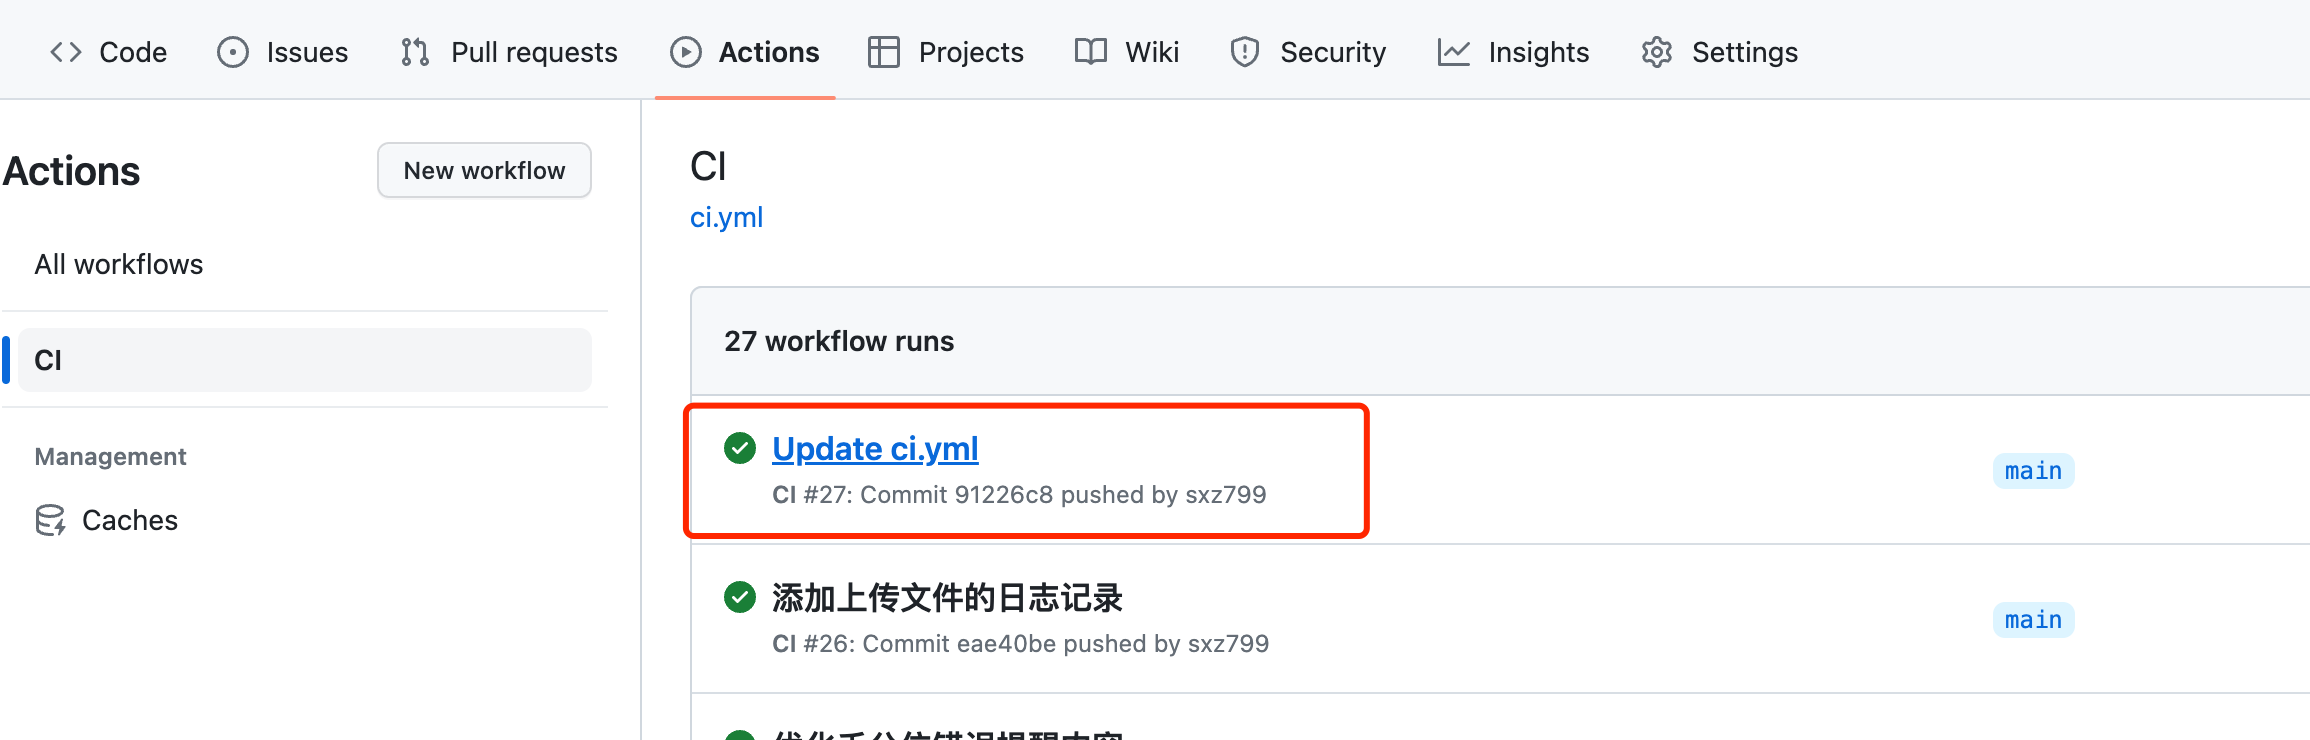 Code Issues Pull requests Actions Projects Wiki Security Insights Settings
Actions
New workflow
All workflows
CI
Management
Caches
CI
ci.yml
27 workflow runs
Update ci.yml
CI #27: Commit 91226c8 pushed by sxz799
main
添加上传文件的日志记录
CI #26: Commit eae40be pushed by sxz799
main